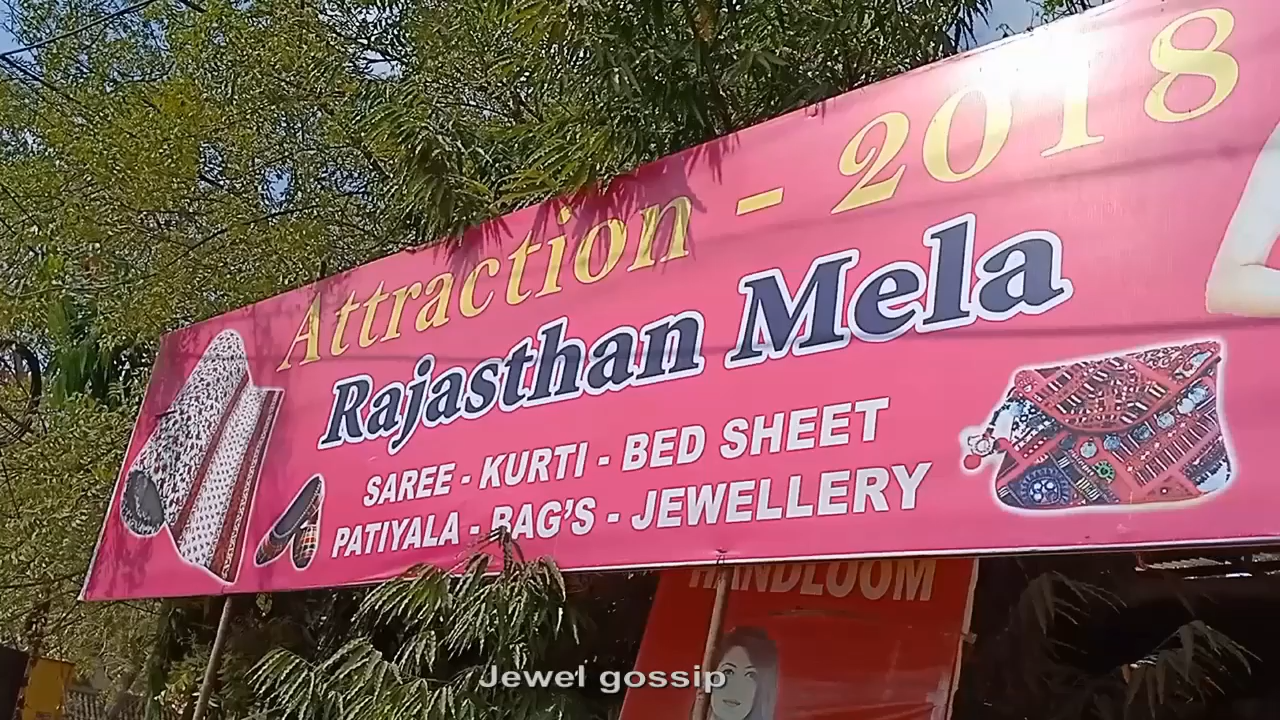 Attraction - 2018
Rajasthan Mela
SAREE - KURTI - BED SHEET
PATIYALA - BAG'S - JEWELLERY
HANDLOOM
Jewel gossip